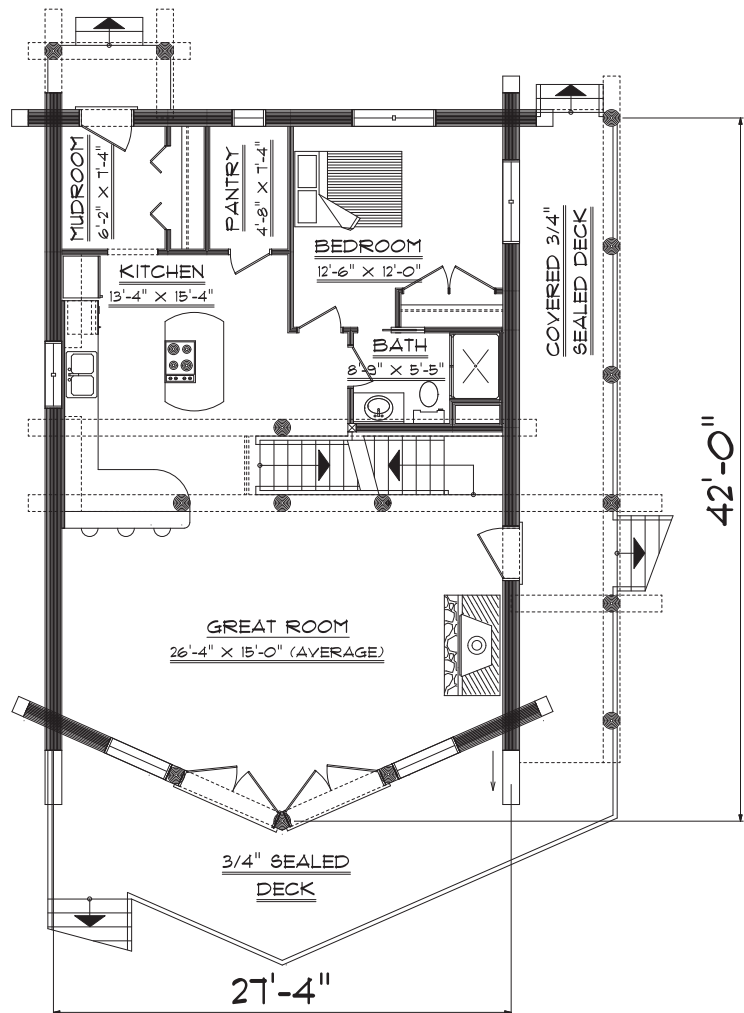 MUDROOM
6'-2" X 7'-4"
PANTRY
4'-8" X 7'-4"
BEDROOM
12'-6" X 12'-0"
KITCHEN
13'-4" X 15'-4"
COVERED 3/4"
SEALED DECK
BATH
8'-9" X 5'-5"
42'-0"
GREAT ROOM
26'-4" X 15'-0" (AVERAGE)
3/4" SEALED
DECK
27'-4"